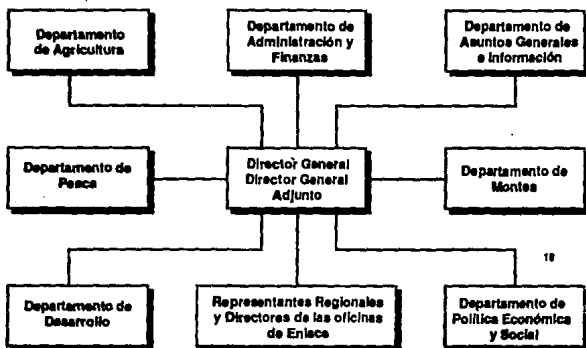 Departamento
de Agricultura
Departamento de
Administración y
Finanzas
Departamento de
Asuntos Generales
e Información
Departamento de
Pesca
Director General
Director General
Adjunto
Departamento de
Montes
18
Departamento de
Desarrollo
Representantes Regionales
y Directores de las oficinas
de Enlace
Departamento de
Política Económica
y Social